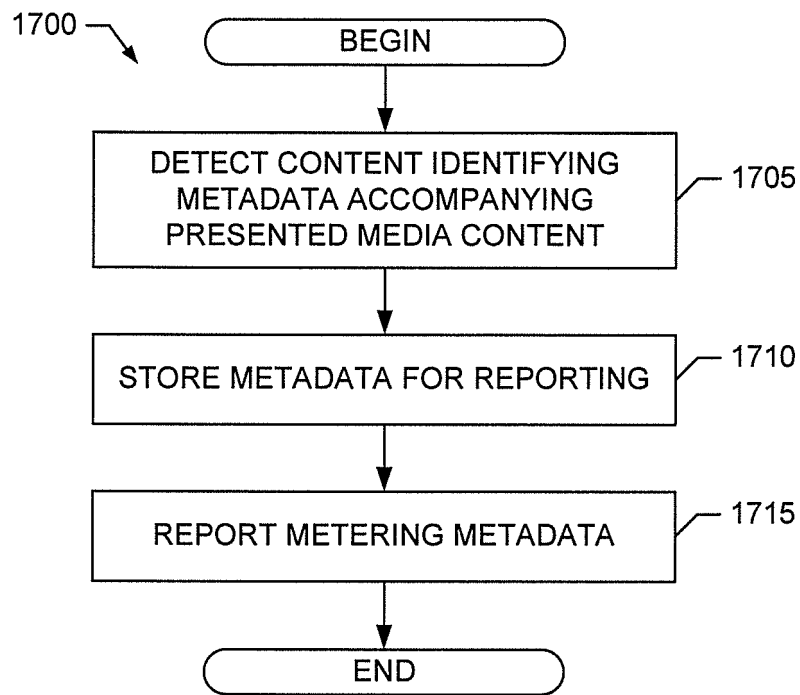 1700
BEGIN
DETECT CONTENT IDENTIFYING
METADATA ACCOMPANYING
PRESENTED MEDIA CONTENT
1705
STORE METADATA FOR REPORTING
1710
REPORT METERING METADATA
1715
END